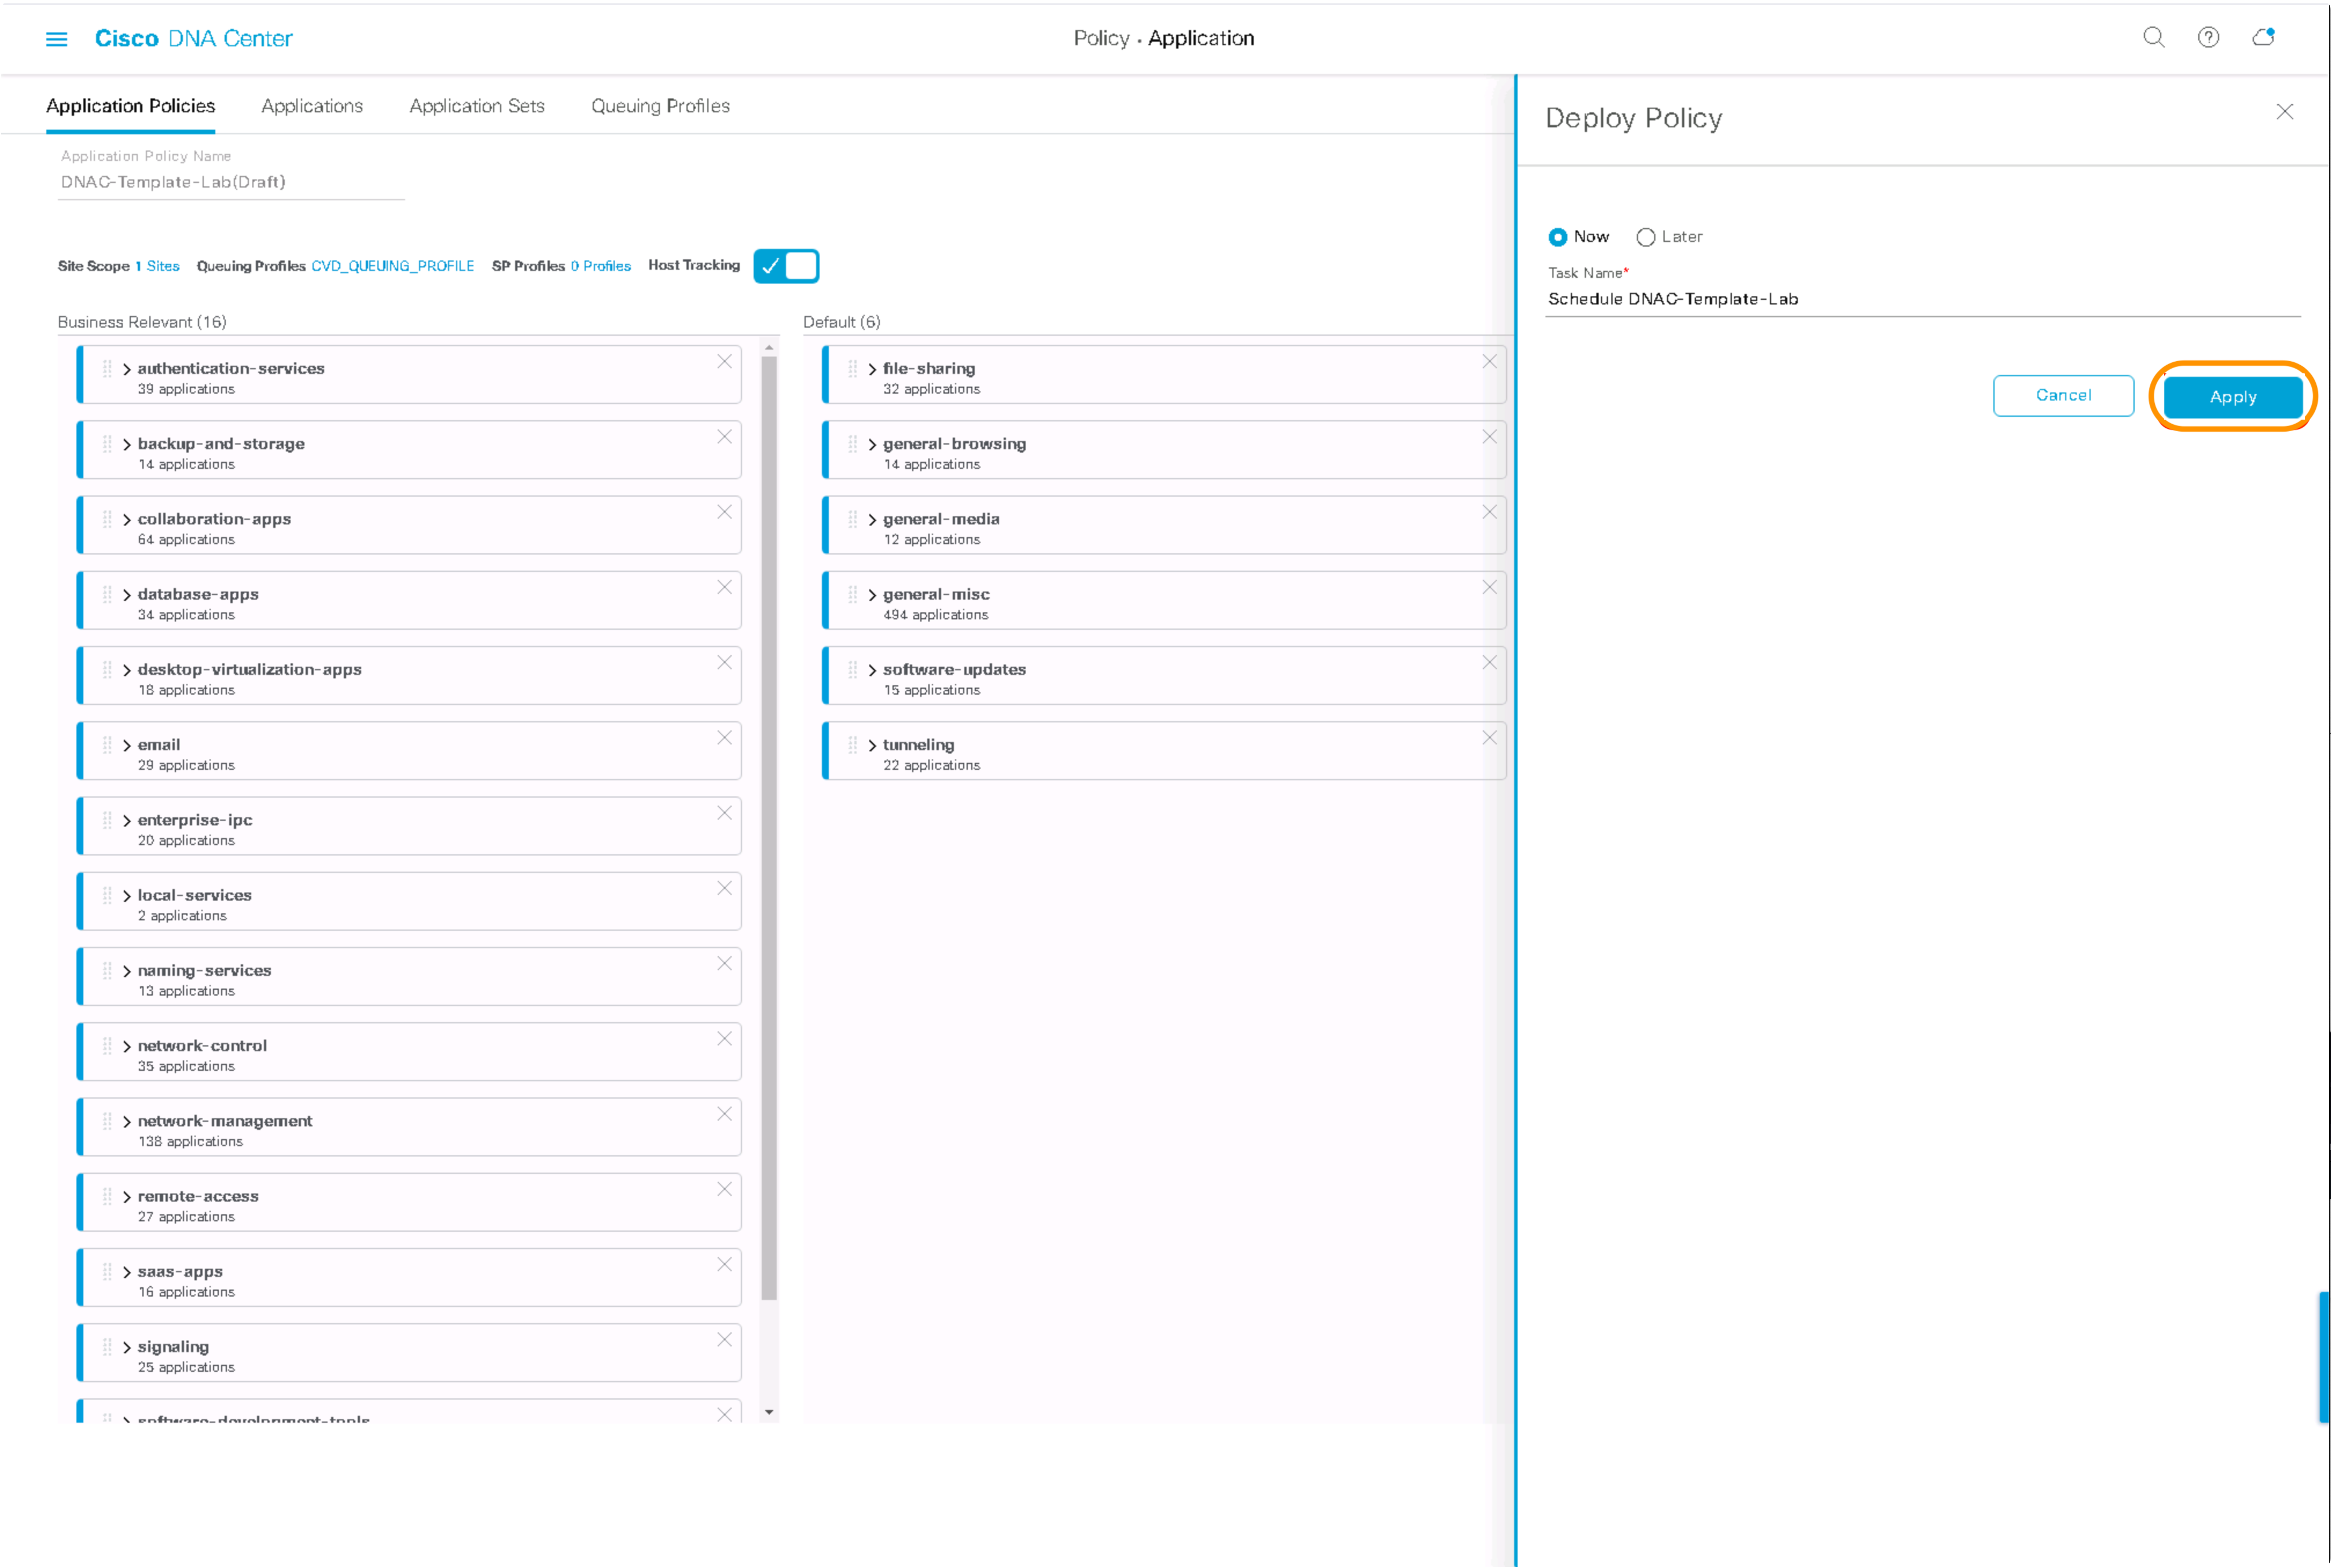 Cisco DNA Center
Policy · Application
Application Policies
Applications
Application Sets
Queuing Profiles
Application Policy Name
DNAC-Template-Lab(Draft)
Site Scope 1 Sites
Queuing Profiles CVD_QUEUING_PROFILE
SP Profiles 0 Profiles
Host Tracking
Business Relevant (16)
authentication-services
39 applications
backup-and-storage
14 applications
collaboration-apps
64 applications
database-apps
34 applications
desktop-virtualization-apps
18 applications
email
29 applications
enterprise-ipc
20 applications
local-services
2 applications
naming-services
13 applications
network-control
35 applications
network-management
138 applications
remote-access
27 applications
saas-apps
16 applications
signaling
25 applications
software-development-tools
Default (6)
file-sharing
32 applications
general-browsing
14 applications
general-media
12 applications
general-misc
494 applications
software-updates
15 applications
tunneling
22 applications
Deploy Policy
Now
Later
Task Name*
Schedule DNAC-Template-Lab
Cancel
Apply